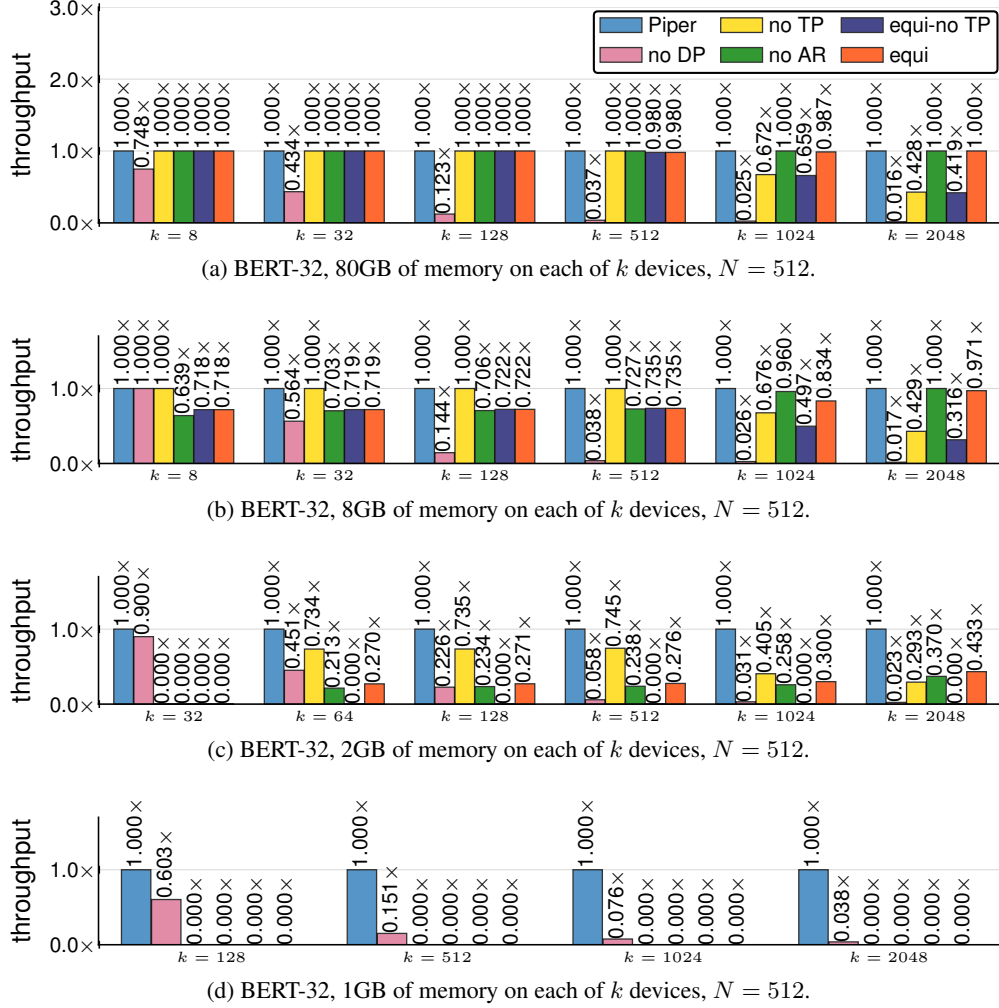 3.0×
2.0×
1.0×
0.0×
throughput
Piper no TP equi-no TP
no DP no AR equi
1.000× 0.748× 1.000× 1.000× 1.000× 1.000×
1.000× 0.434× 1.000× 1.000× 1.000× 1.000×
1.000× 0.123× 1.000× 1.000× 1.000× 1.000×
1.000× 0.037× 1.000× 1.000× 0.980× 0.980×
1.000× 0.025× 0.672× 1.000× 0.659× 0.987×
1.000× 0.016× 0.428× 1.000× 0.419× 1.000×
k = 8 k = 32 k = 128 k = 512 k = 1024 k = 2048
(a) BERT-32, 80GB of memory on each of k devices, N = 512.
1.0×
0.0×
throughput
1.000× 1.000× 1.000× 0.639× 0.718× 0.718×
1.000× 0.564× 1.000× 0.703× 0.719× 0.719×
1.000× 0.144× 1.000× 0.706× 0.722× 0.722×
1.000× 0.038× 1.000× 0.727× 0.735× 0.735×
1.000× 0.026× 0.676× 0.960× 0.497× 0.834×
1.000× 0.017× 0.429× 1.000× 0.316× 0.971×
k = 8 k = 32 k = 128 k = 512 k = 1024 k = 2048
(b) BERT-32, 8GB of memory on each of k devices, N = 512.
1.0×
0.0×
throughput
1.000× 0.900× 0.000× 0.000× 0.000× 0.000×
1.000× 0.451× 0.734× 0.213× 0.000× 0.270×
1.000× 0.226× 0.735× 0.234× 0.000× 0.271×
1.000× 0.058× 0.745× 0.238× 0.000× 0.276×
1.000× 0.031× 0.405× 0.258× 0.000× 0.300×
1.000× 0.023× 0.293× 0.370× 0.000× 0.433×
k = 32 k = 64 k = 128 k = 512 k = 1024 k = 2048
(c) BERT-32, 2GB of memory on each of k devices, N = 512.
1.0×
0.0×
throughput
1.000× 0.603× 0.000× 0.000× 0.000× 0.000×
1.000× 0.151× 0.000× 0.000× 0.000× 0.000×
1.000× 0.076× 0.000× 0.000× 0.000× 0.000×
1.000× 0.038× 0.000× 0.000× 0.000× 0.000×
k = 128 k = 512 k = 1024 k = 2048
(d) BERT-32, 1GB of memory on each of k devices, N = 512.